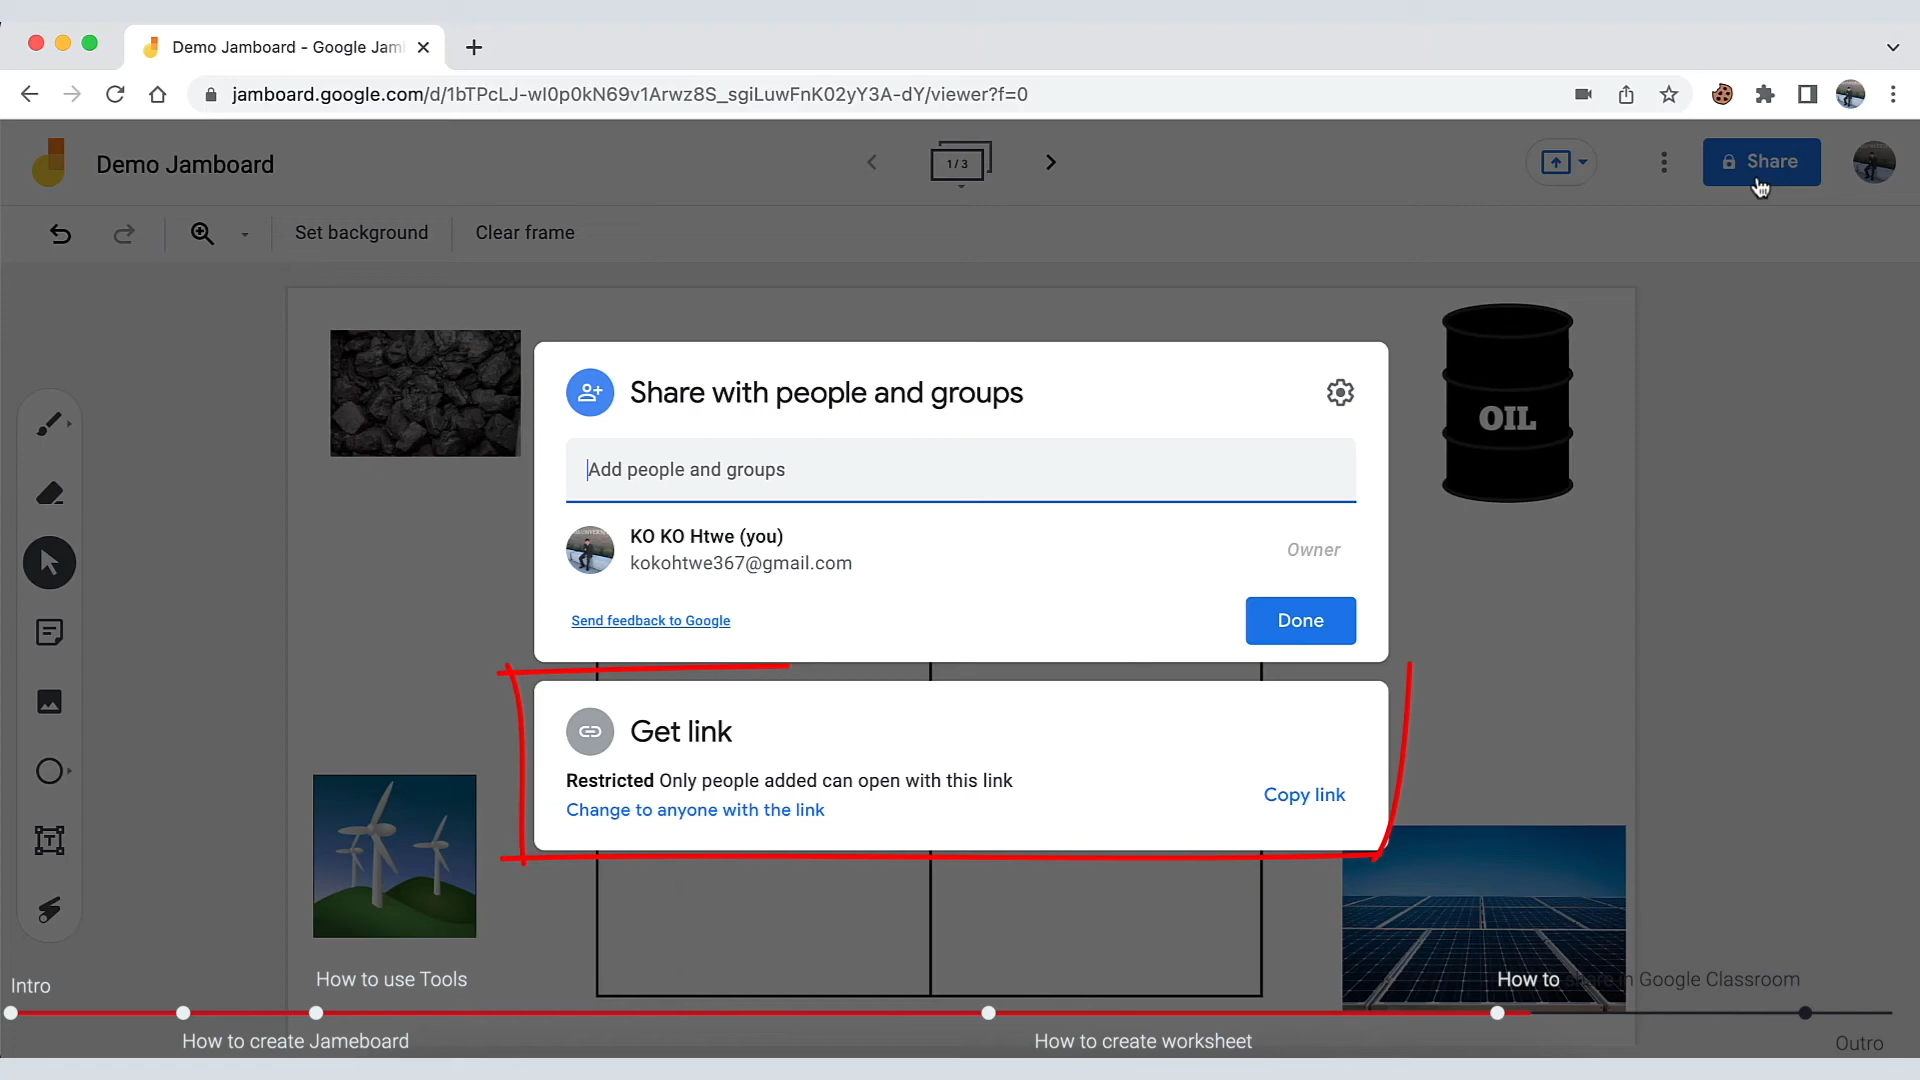 Demo Jamboard - Google Jam
jamboard.google.com/d/1bTPcLJ-wI0p0kN69v1Arwz8S_sgiLuwFnK02yY3A-dY/viewer?f=0
Demo Jamboard
1 / 3
Share
Set background
Clear frame
OIL
Share with people and groups
Add people and groups
KO KO Htwe (you)
kokohtwe367@gmail.com
Owner
Send feedback to Google
Done
Get link
Restricted Only people added can open with this link
Change to anyone with the link
Copy link
Intro
How to use Tools
How to share in Google Classroom
How to create Jameboard
How to create worksheet
Outro